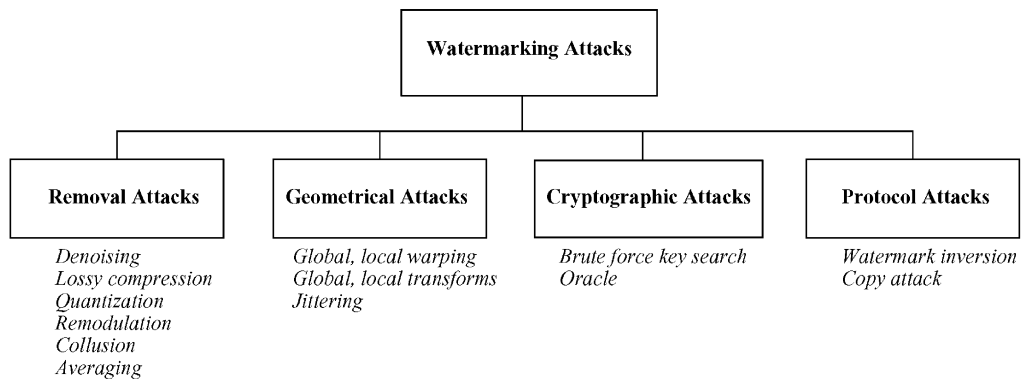 Watermarking Attacks
Removal Attacks
Denoising
Lossy compression
Quantization
Remodulation
Collusion
Averaging
Geometrical Attacks
Global, local warping
Global, local transforms
Jittering
Cryptographic Attacks
Brute force key search
Oracle
Protocol Attacks
Watermark inversion
Copy attack